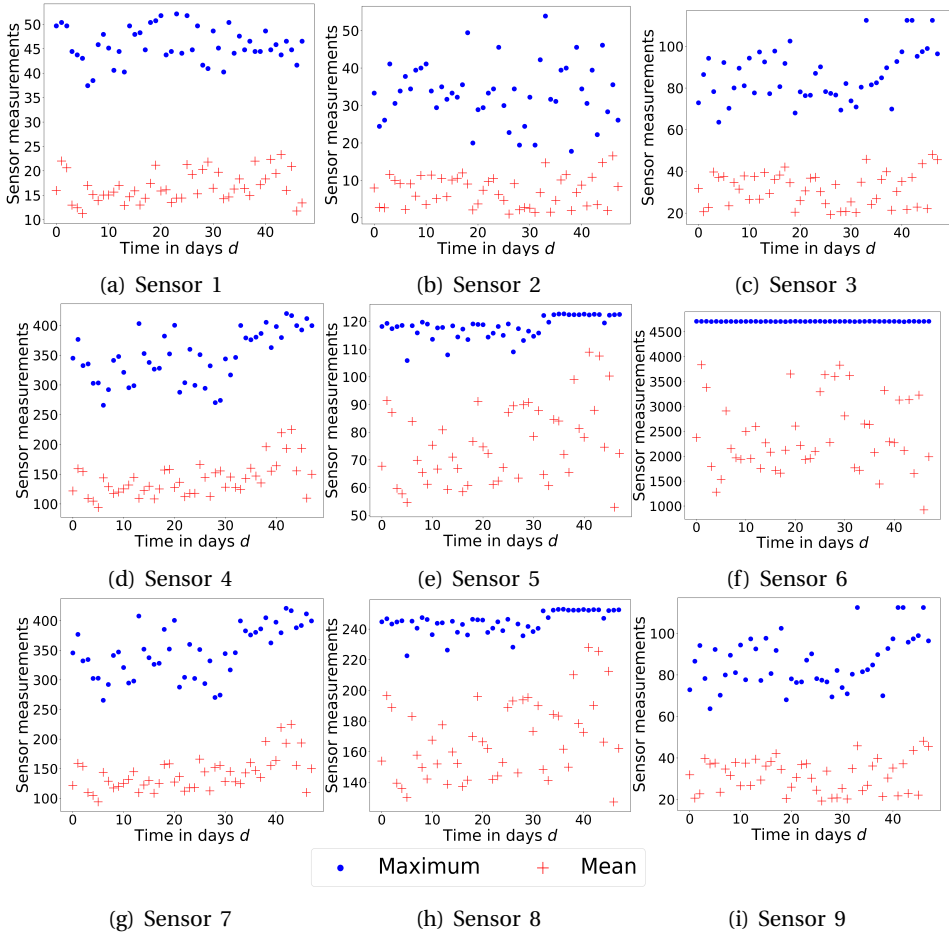 Sensor measurements
50
45
40
35
30
25
20
15
10
0 10 20 30 40
Time in days d
(a) Sensor 1
Sensor measurements
50
40
30
20
10
0
0 10 20 30 40
Time in days d
(b) Sensor 2
Sensor measurements
100
80
60
40
20
0 10 20 30 40
Time in days d
(c) Sensor 3
Sensor measurements
400
350
300
250
200
150
100
0 10 20 30 40
Time in days d
(d) Sensor 4
Sensor measurements
120
110
100
90
80
70
60
50
0 10 20 30 40
Time in days d
(e) Sensor 5
Sensor measurements
4500
4000
3500
3000
2500
2000
1500
1000
0 10 20 30 40
Time in days d
(f) Sensor 6
Sensor measurements
400
350
300
250
200
150
100
0 10 20 30 40
Time in days d
(g) Sensor 7
Sensor measurements
240
220
200
180
160
140
0 10 20 30 40
Time in days d
(h) Sensor 8
Sensor measurements
100
80
60
40
20
0 10 20 30 40
Time in days d
(i) Sensor 9
Maximum Mean